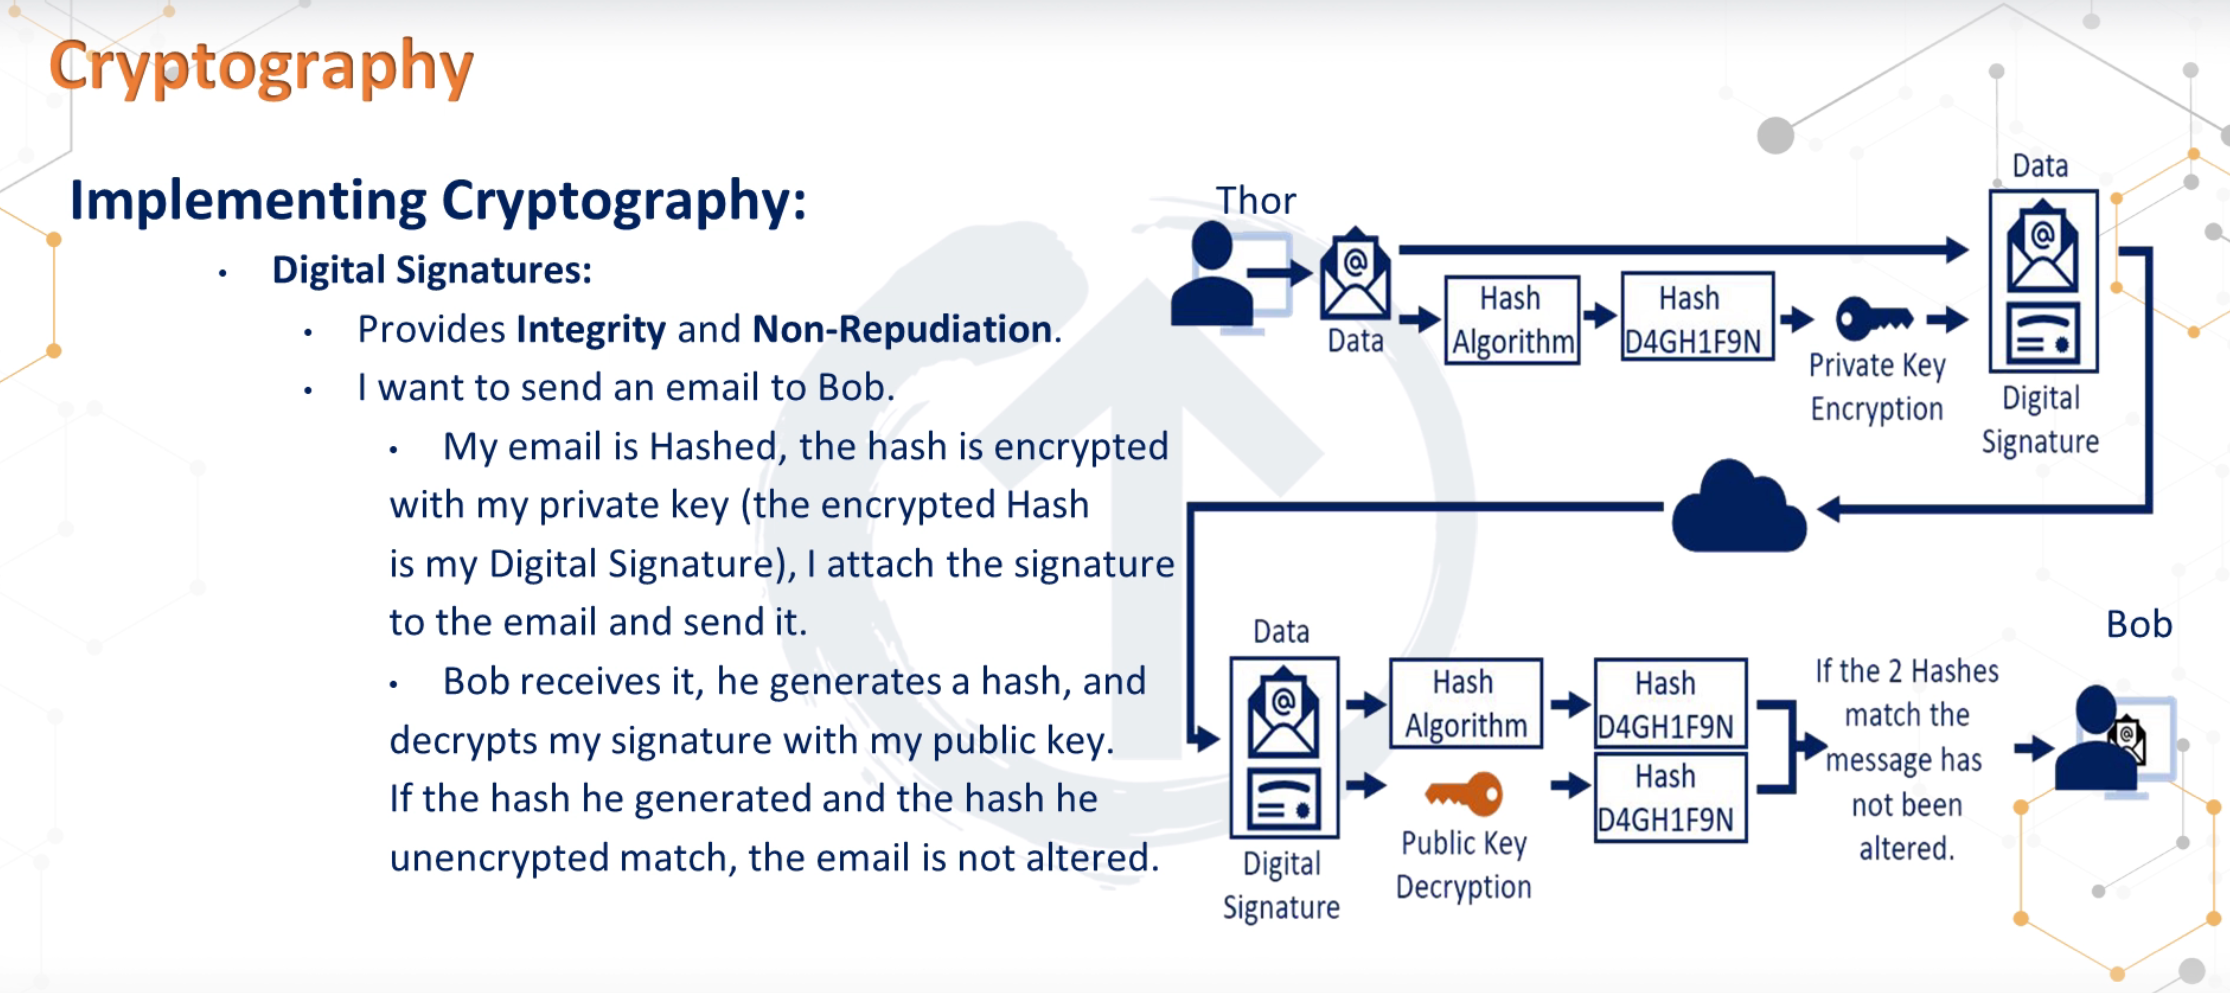 Cryptography
Implementing Cryptography:
• Digital Signatures:
• Provides Integrity and Non-Repudiation.
• I want to send an email to Bob.
• My email is Hashed, the hash is encrypted
with my private key (the encrypted Hash
is my Digital Signature), I attach the signature
to the email and send it.
• Bob receives it, he generates a hash, and
decrypts my signature with my public key.
If the hash he generated and the hash he
unencrypted match, the email is not altered.
Thor
@
Data
Hash
Algorithm
Hash
D4GH1F9N
Private Key
Encryption
Data
@
Digital
Signature
Data
@
Digital
Signature
Hash
Algorithm
Hash
D4GH1F9N
Public Key
Decryption
Hash
D4GH1F9N
If the 2 Hashes
match the
message has
not been
altered.
Bob
@